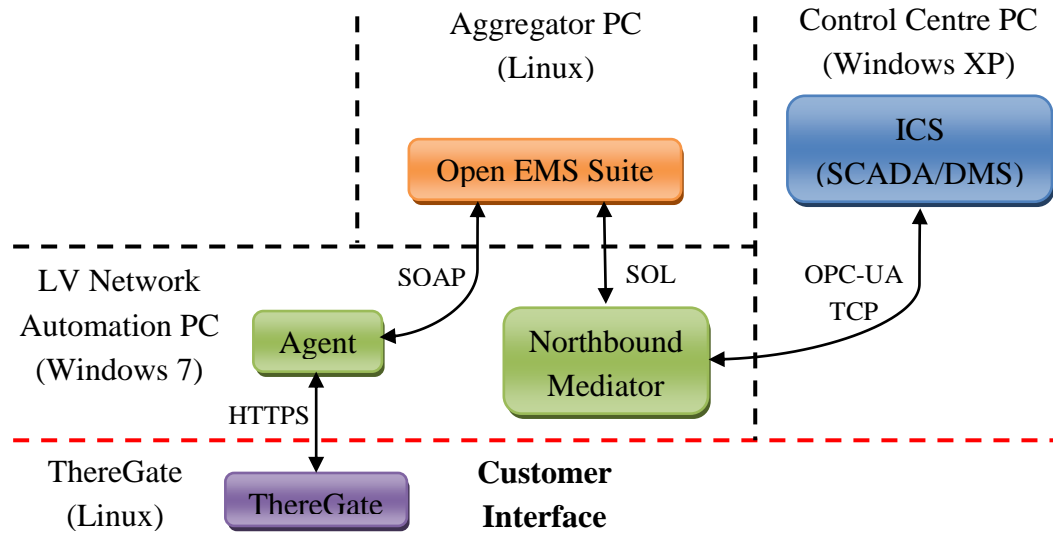 Aggregator PC
(Linux)
Control Centre PC
(Windows XP)
ICS
(SCADA/DMS)
Open EMS Suite
LV Network
Automation PC
(Windows 7)
SOAP
SOL
OPC-UA
TCP
Agent
Northbound
Mediator
HTTPS
ThereGate
(Linux)
ThereGate
Customer
Interface